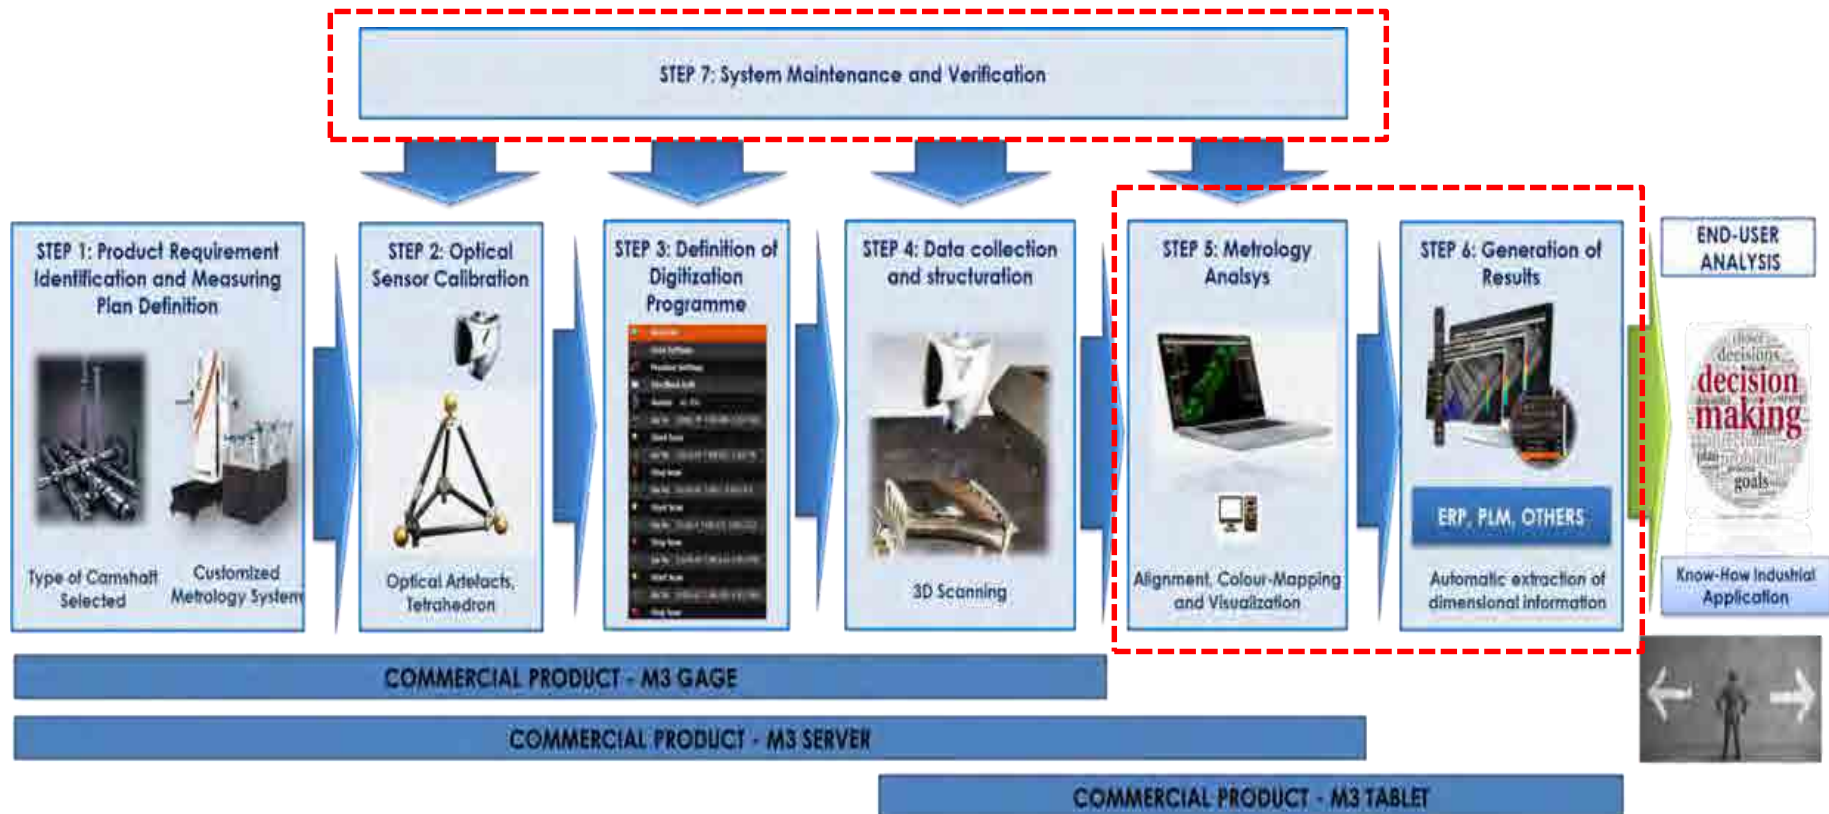 STEP 7: System Maintenance and Verification
STEP 1: Product Requirement
Identification and Measuring
Plan Definition
Type of Camshaft
Selected
Customized
Metrology System
STEP 2: Optical
Sensor Calibration
Optical Artefacts,
Tetrahedron
STEP 3: Definition of
Digitization
Programme
STEP 4: Data collection
and structuration
3D Scanning
STEP 5: Metrology
Analsys
Alignment, Colour-Mapping
and Visualization
STEP 6: Generation of
Results
ERP, PLM, OTHERS
Automatic extraction of
dimensional information
END-USER
ANALYSIS
decisions
decision
making
goals
Know-How Industrial
Application
COMMERCIAL PRODUCT - M3 GAGE
COMMERCIAL PRODUCT - M3 SERVER
COMMERCIAL PRODUCT - M3 TABLET